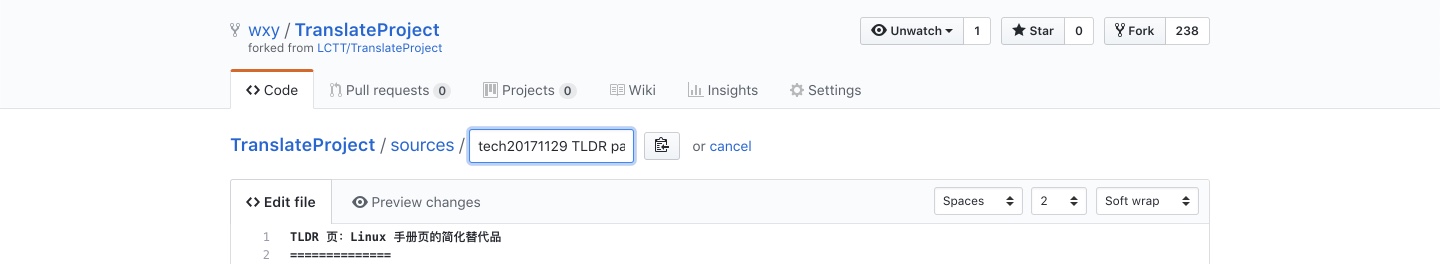 wxy / TranslateProject
forked from LCTT/TranslateProject
Unwatch 1 Star 0 Fork 238
Code Pull requests 0 Projects 0 Wiki Insights Settings
TranslateProject / sources / tech20171129 TLDR pa or cancel
Edit file Preview changes Spaces 2 Soft wrap
1 TLDR 页：Linux 手册页的简化替代品
2 ==============